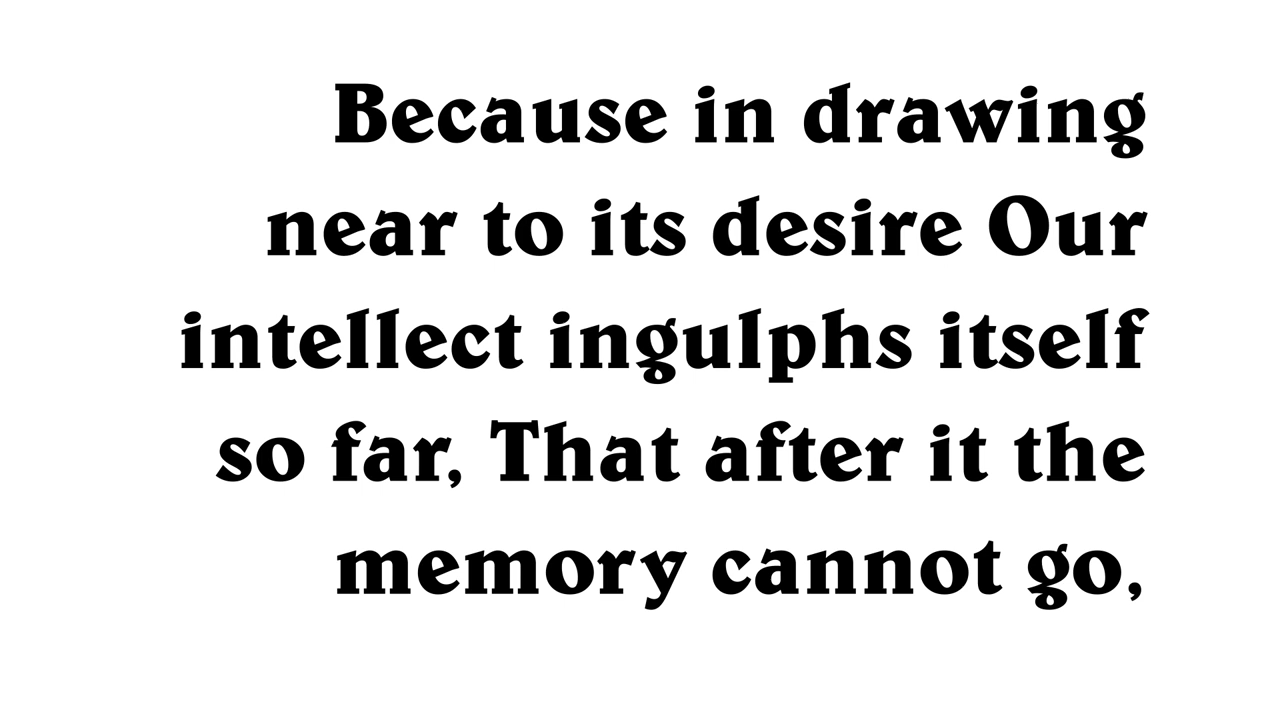 Because in drawing
near to its desire Our
intellect ingulphs itself
so far, That after it the
memory cannot go,